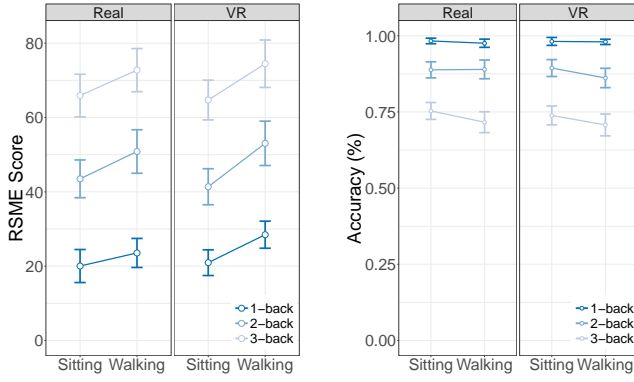 Real VR
RSME Score
80
60
40
20
0
1−back
2−back
3−back
Sitting Walking Sitting Walking
Real VR
Accuracy (%)
1.00
0.75
0.50
0.25
0.00
1−back
2−back
3−back
Sitting Walking Sitting Walking